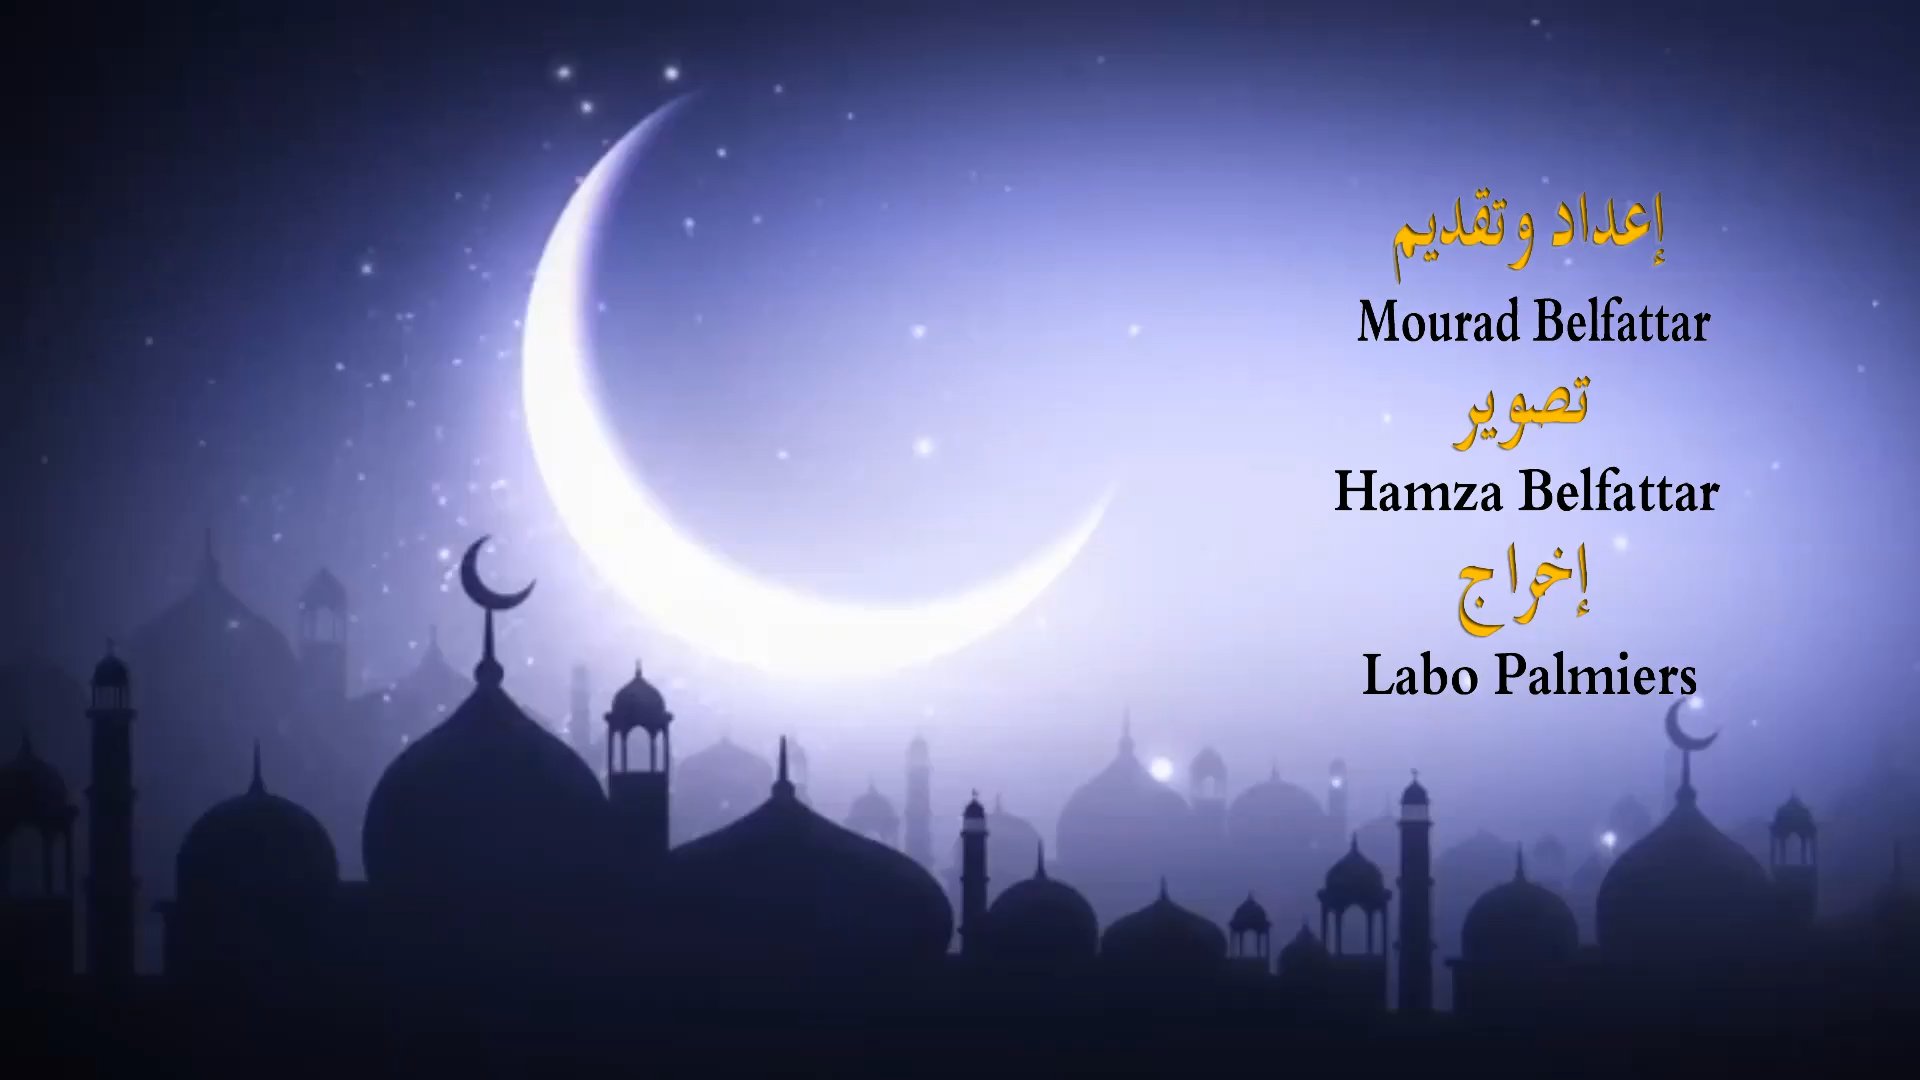 إعداد وتقديم
Mourad Belfattar
تصوير
Hamza Belfattar
إخراج
Labo Palmiers